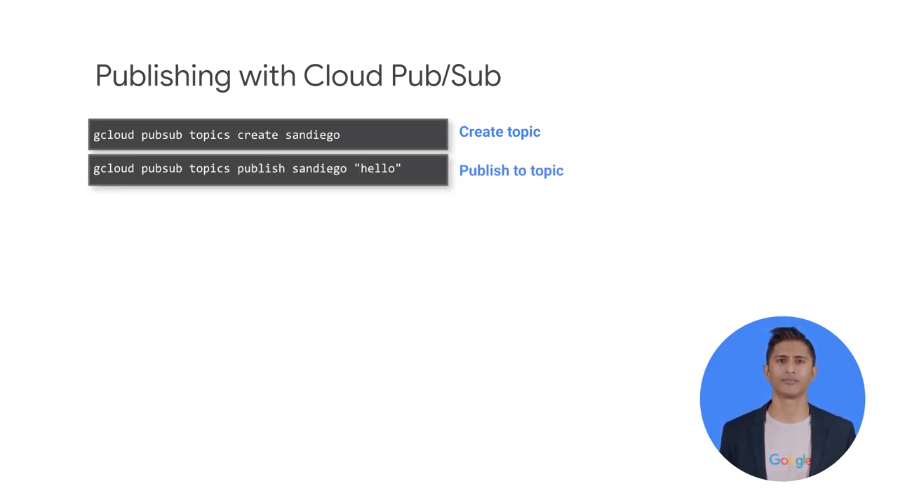 Publishing with Cloud Pub/Sub
gcloud pubsub topics create sandiego
Create topic
gcloud pubsub topics publish sandiego "hello"
Publish to topic
Google